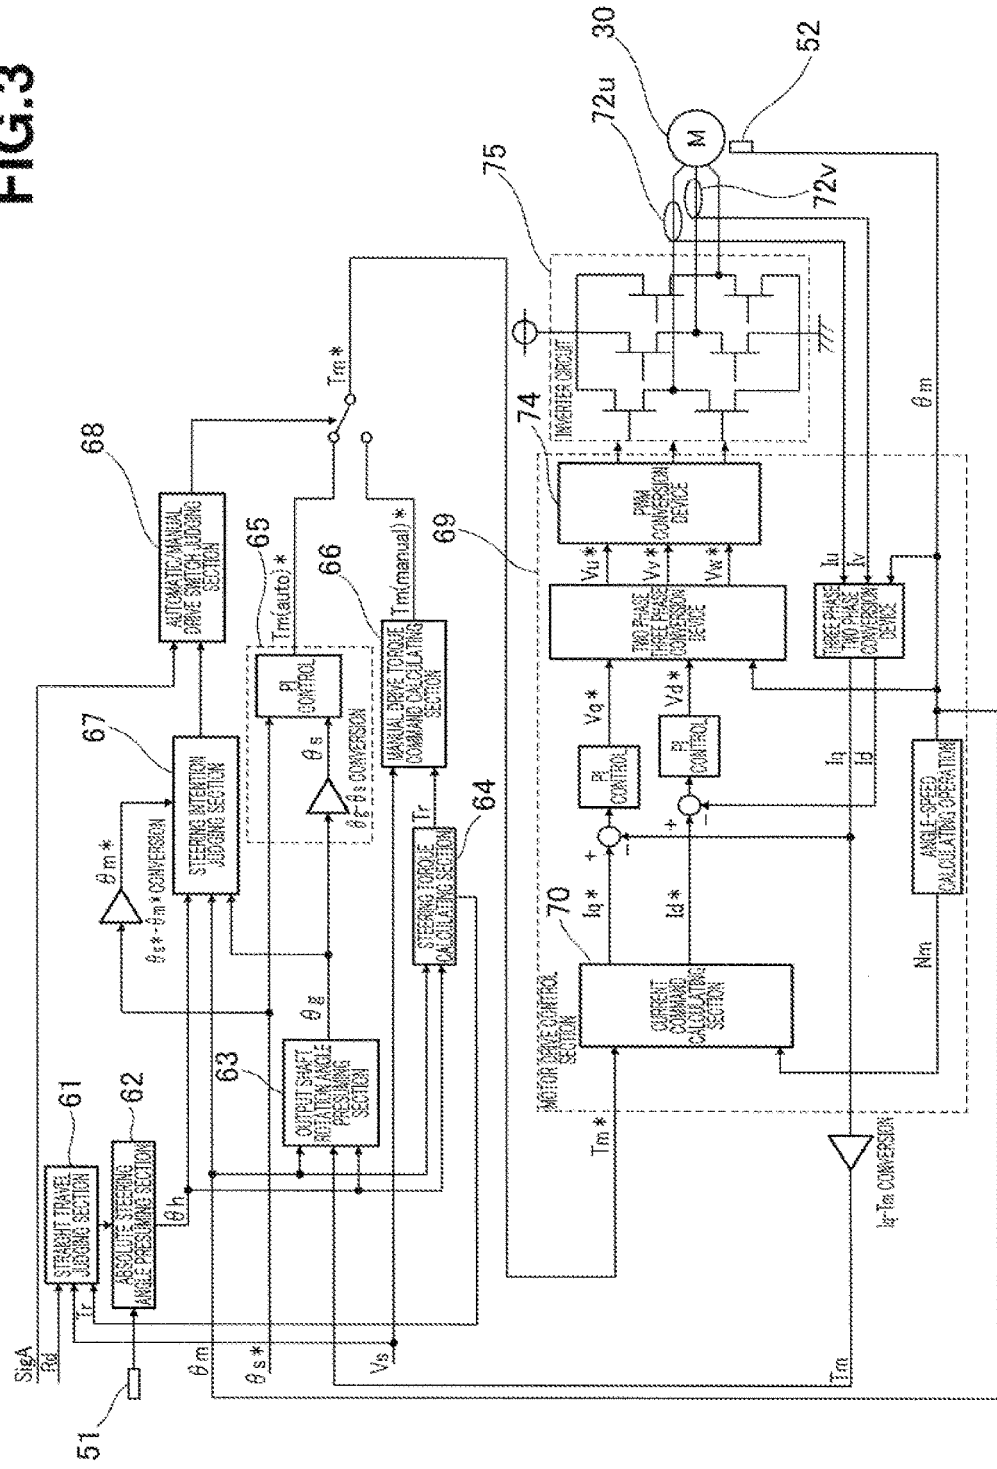 FIG.3
SigA
Rd
61
STRAIGHT TRAVEL
JUDGING SECTION
Tr
62
ABSOLUTE STEERING
ANGLE PRESUMING SECTION
51
θh
θm
θs*
Vs
θs*-θm* CONVERSION
θm*
67
STEERING INTENTION
JUDGING SECTION
68
AUTOMATIC/MANUAL
DRIVE SWITCH JUDGING
SECTION
63
OUTPUT SHAFT
ROTATION ANGLE
PRESUMING
SECTION
θg
65
PI
CONTROL
θs
θg-θs CONVERSION
Tm(auto)*
66
MANUAL DRIVE TORQUE
COMMAND CALCULATING
SECTION
Tm(manual)*
Tr
64
STEERING TORQUE
CALCULATING SECTION
Tm*
69
MOTOR DRIVE CONTROL
SECTION
Tm*
70
CURRENT
COMMAND
CALCULATING
SECTION
Iq*
Id*
+
-
+
-
PI
CONTROL
PI
CONTROL
Vq*
Vd*
TWO PHASE
THREE PHASE
CONVERSION
DEVICE
Vu*
Vv*
Vw*
74
PWM
CONVERSION
DEVICE
75
INVERTER CIRCUIT
72u
72v
30
M
52
Iu
Iv
THREE PHASE
TWO PHASE
CONVERSION
DEVICE
Iq
Id
θm
ANGLE-SPEED
CALCULATING OPERATION
Nm
Iq-Tm CONVERSION
Tm